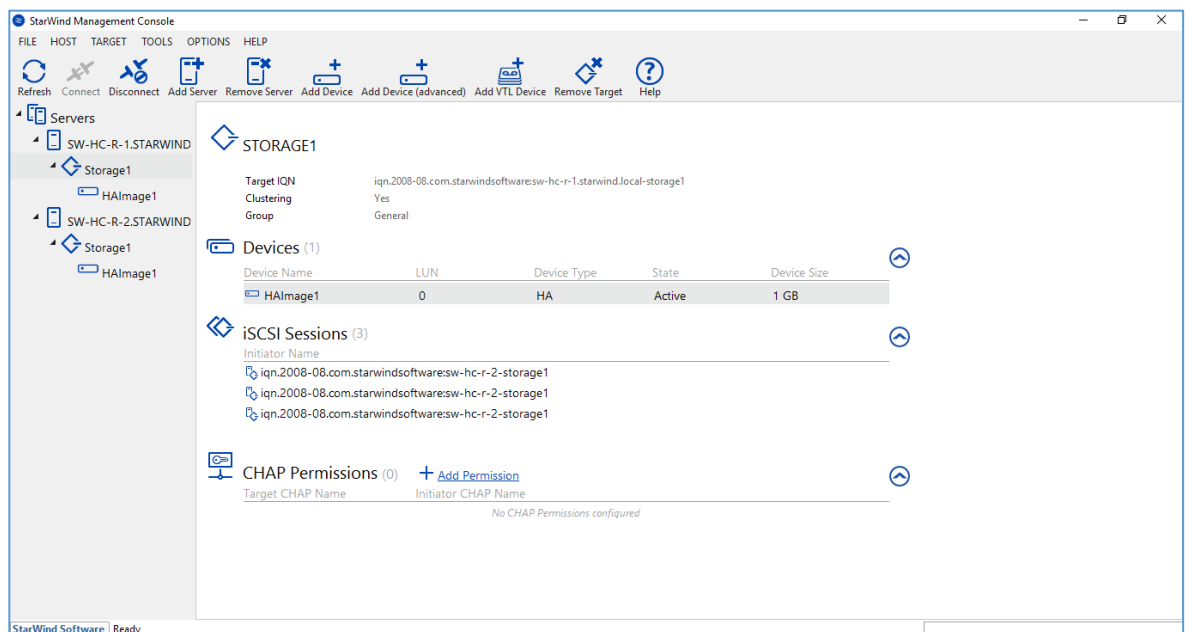 StarWind Management Console
FILE HOST TARGET TOOLS OPTIONS HELP
Refresh Connect Disconnect Add Server Remove Server Add Device Add Device (advanced) Add VTL Device Remove Target Help
Servers
SW-HC-R-1.STARWIND
Storage1
HAImage1
SW-HC-R-2.STARWIND
Storage1
HAImage1
STORAGE1
Target IQN iqn.2008-08.com.starwindsoftware:sw-hc-r-1.starwind.local-storage1
Clustering Yes
Group General
Devices (1)
Device Name LUN Device Type State Device Size
HAImage1 0 HA Active 1 GB
iSCSI Sessions (3)
Initiator Name
iqn.2008-08.com.starwindsoftware:sw-hc-r-2-storage1
iqn.2008-08.com.starwindsoftware:sw-hc-r-2-storage1
iqn.2008-08.com.starwindsoftware:sw-hc-r-2-storage1
CHAP Permissions (0) + Add Permission
Target CHAP Name Initiator CHAP Name
No CHAP Permissions configured
StarWind Software Ready